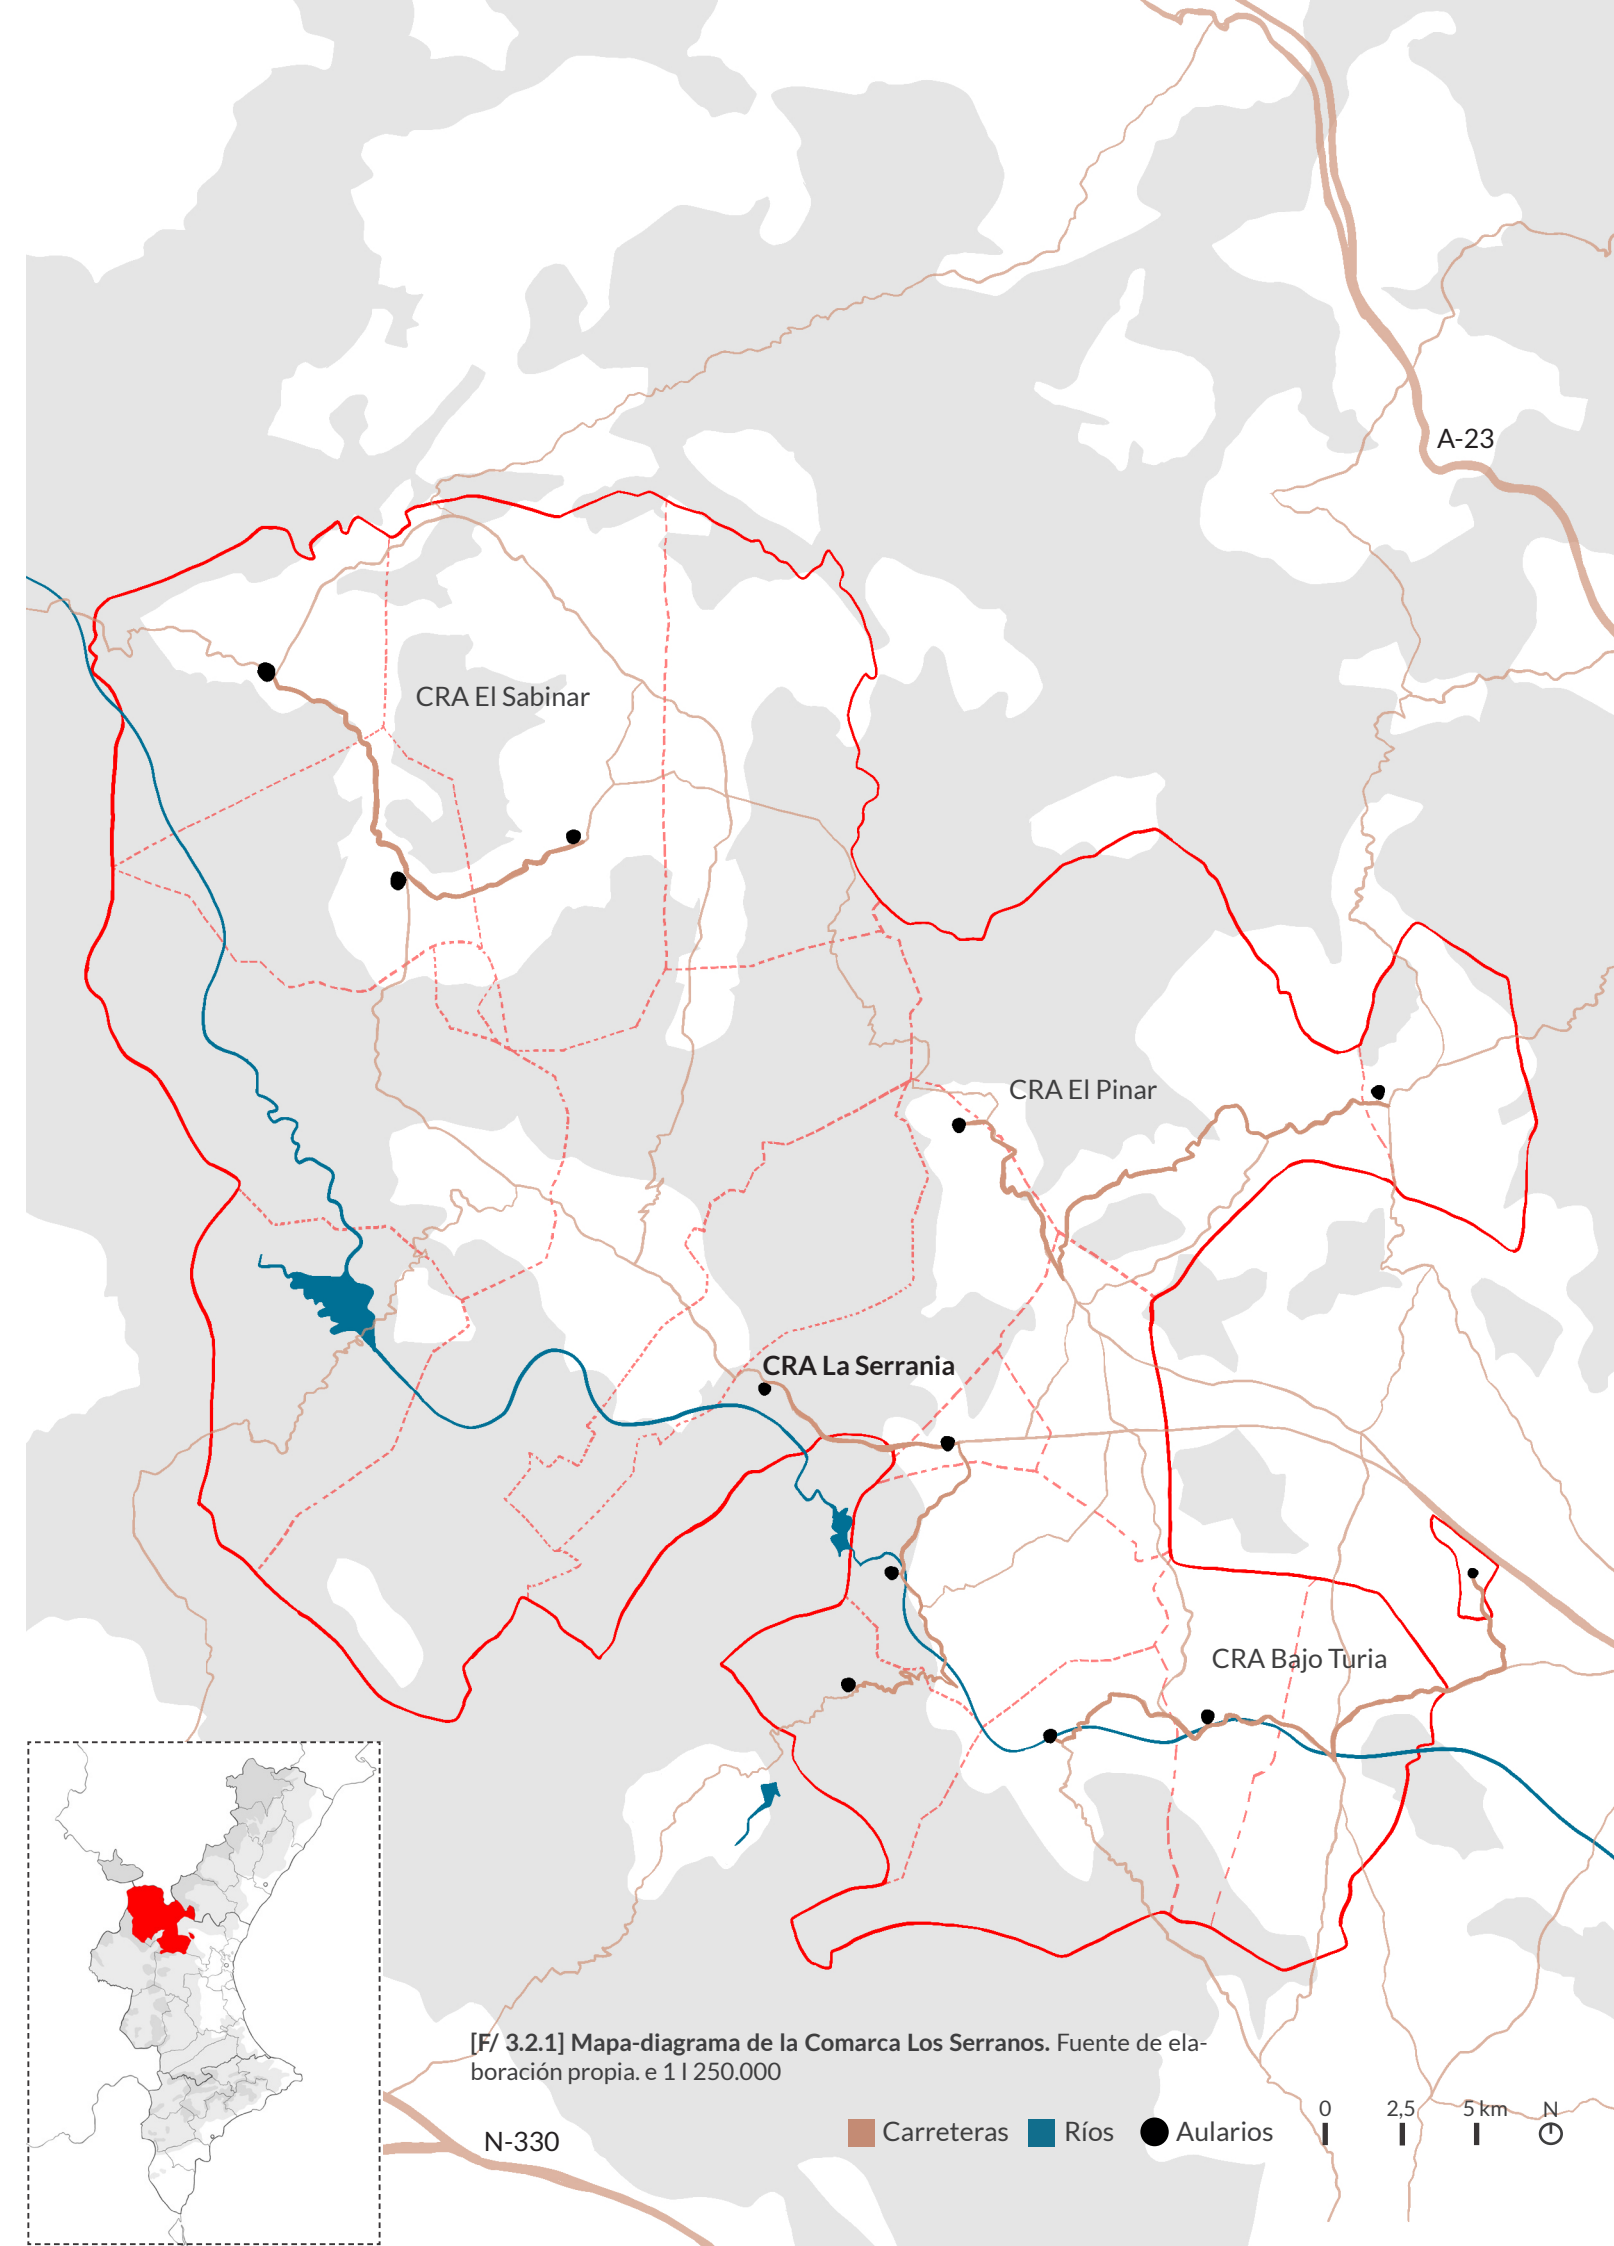 A-23
CRA El Sabinar
CRA El Pinar
CRA La Serrania
CRA Bajo Turia
[F/ 3.2.1] Mapa-diagrama de la Comarca Los Serranos. Fuente de ela-
boración propia. e 1 I 250.000
N-330
Carreteras Ríos Aularios
0 2,5 5 km N